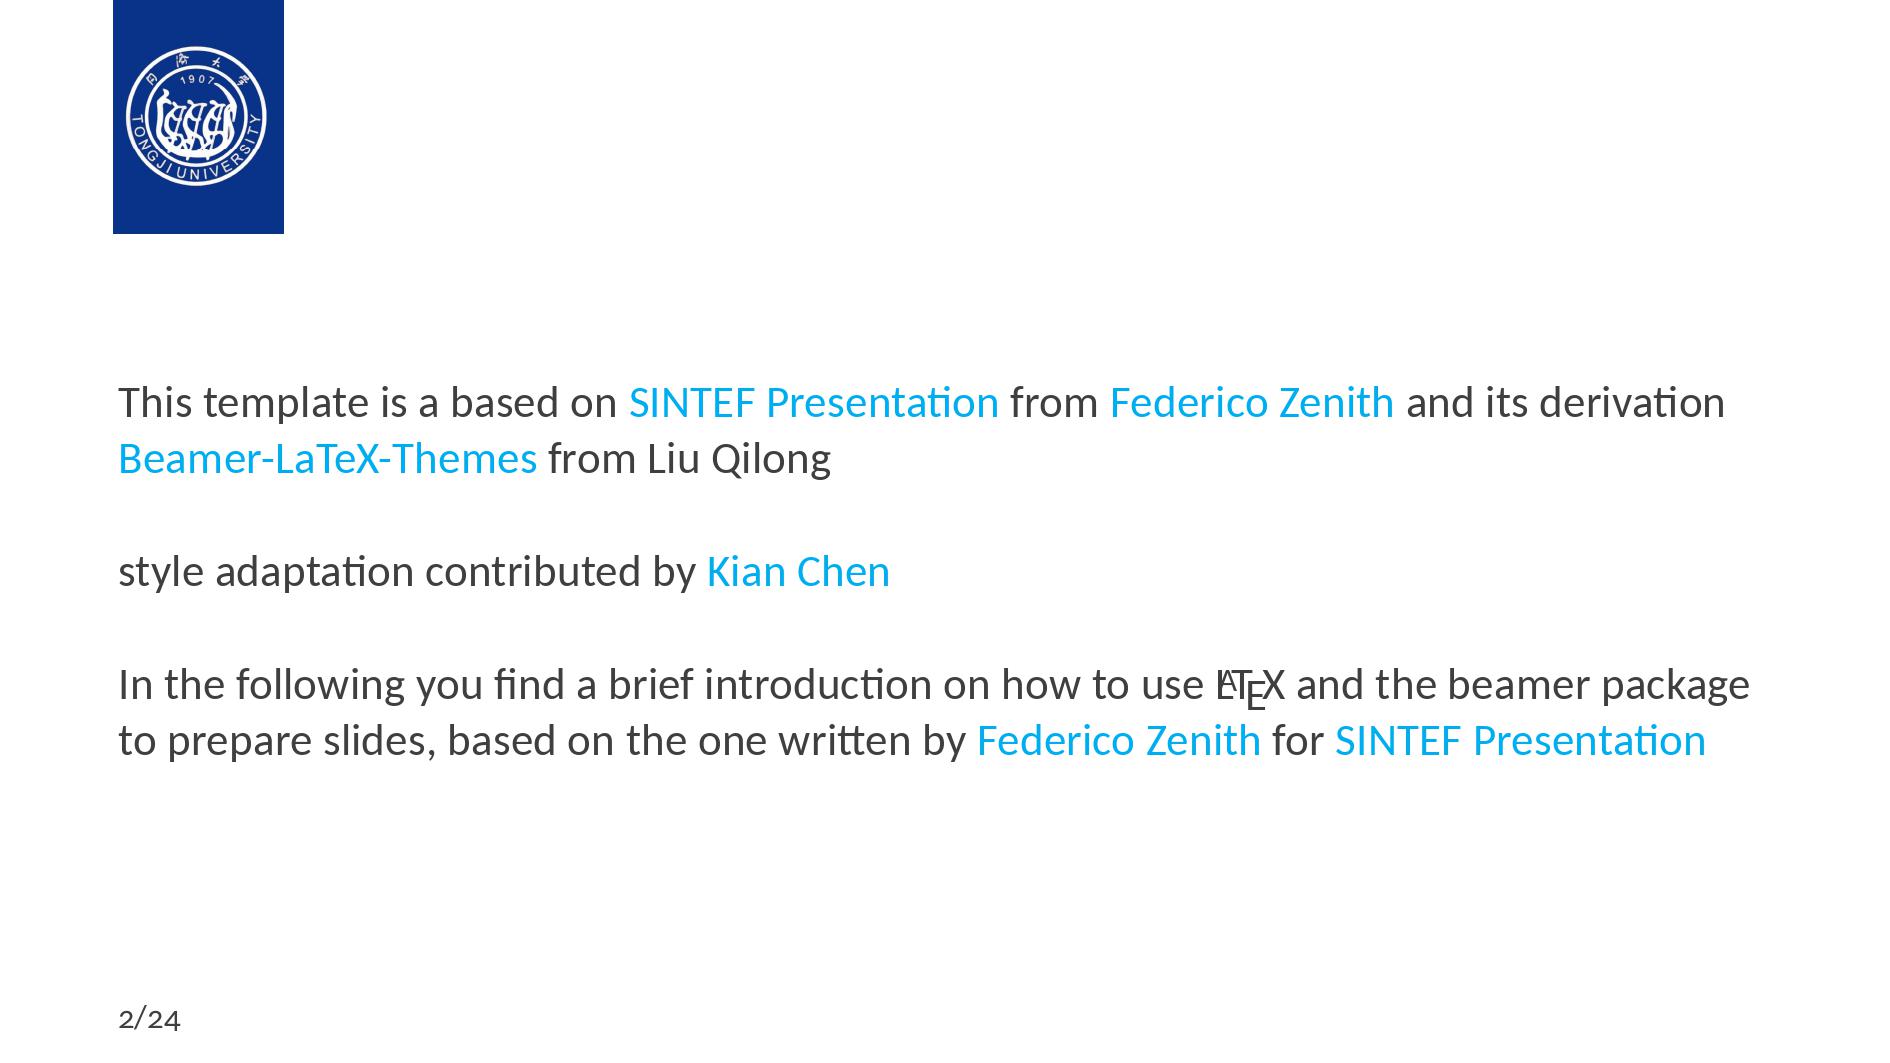 同濟大學
1907
TONGJI UNIVERSITY
This template is a based on SINTEF Presentation from Federico Zenith and its derivation
Beamer-LaTeX-Themes from Liu Qilong
style adaptation contributed by Kian Chen
In the following you find a brief introduction on how to use LATEX and the beamer package
to prepare slides, based on the one written by Federico Zenith for SINTEF Presentation
2/24